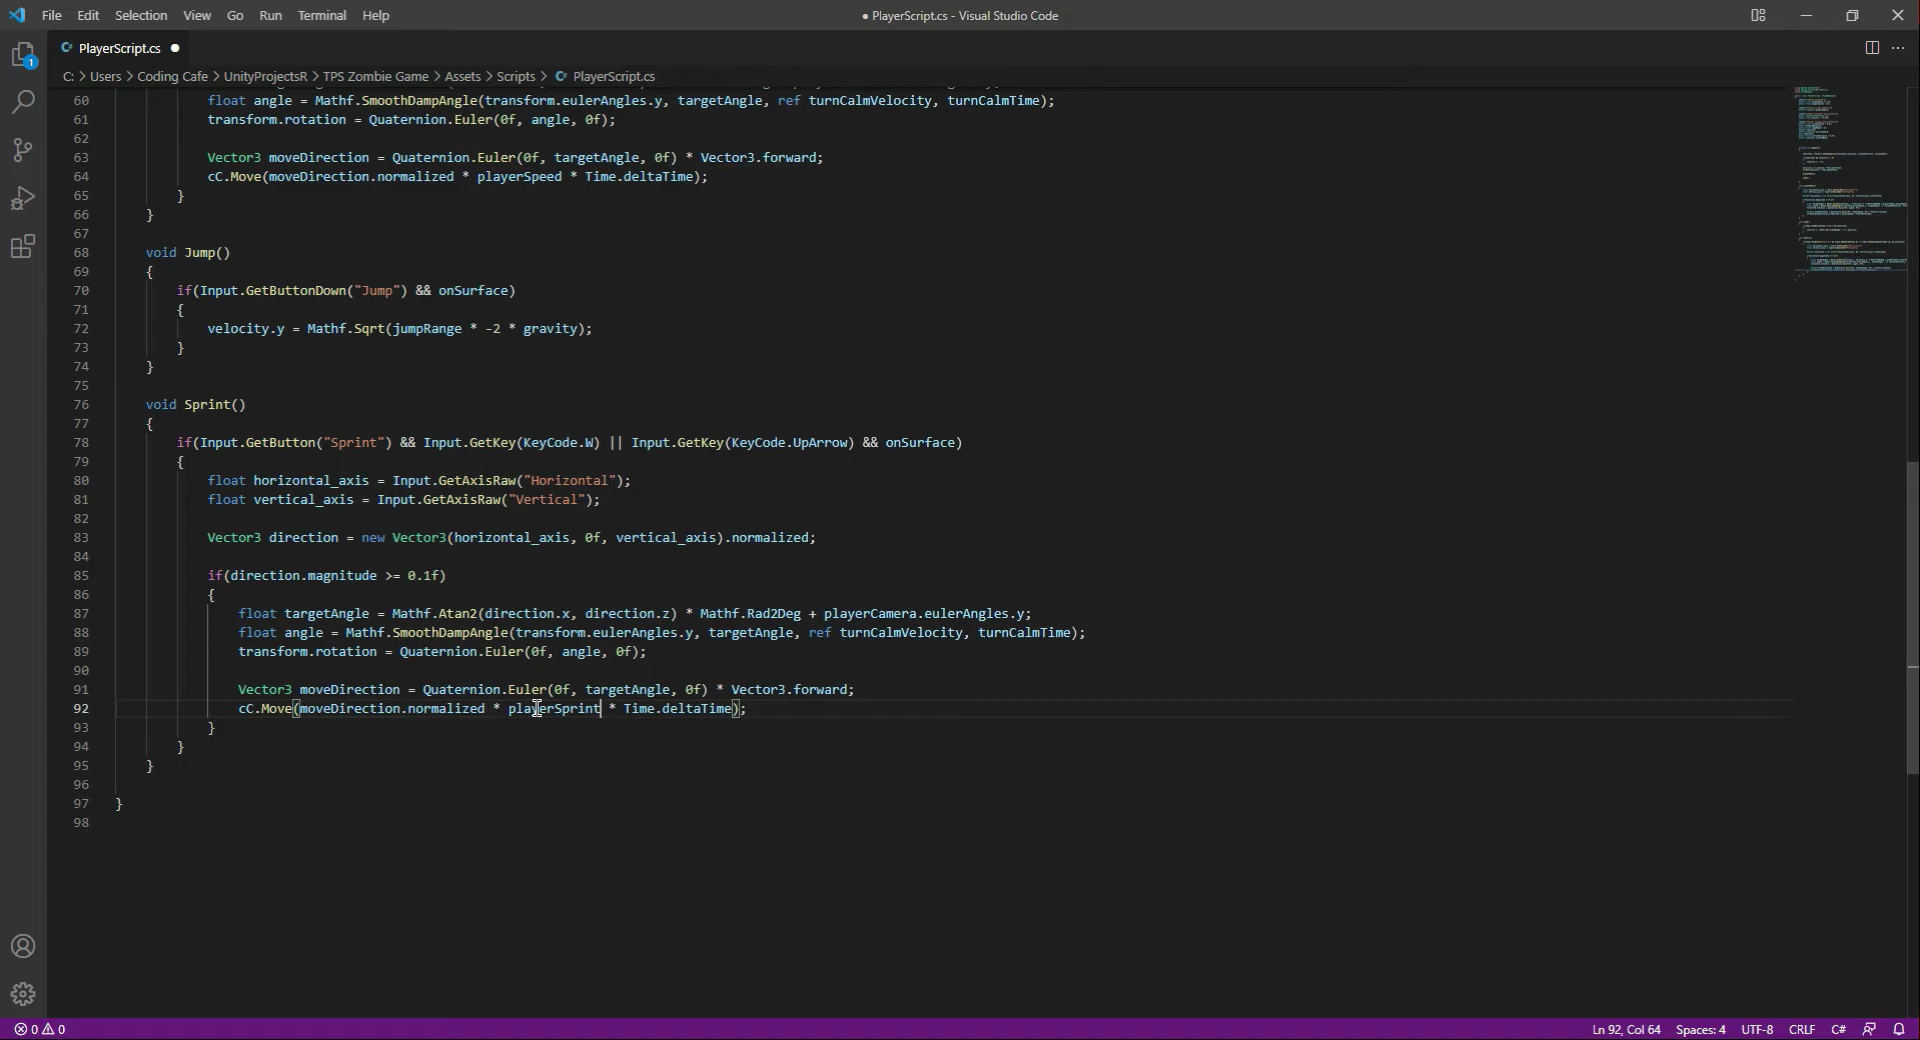 File Edit Selection View Go Run Terminal Help
● PlayerScript.cs - Visual Studio Code
PlayerScript.cs ●
C: > Users > Coding Cafe > UnityProjectsR > TPS Zombie Game > Assets > Scripts > PlayerScript.cs
1
60 float angle = Mathf.SmoothDampAngle(transform.eulerAngles.y, targetAngle, ref turnCalmVelocity, turnCalmTime);
61 transform.rotation = Quaternion.Euler(0f, angle, 0f);
62
63 Vector3 moveDirection = Quaternion.Euler(0f, targetAngle, 0f) * Vector3.forward;
64 cC.Move(moveDirection.normalized * playerSpeed * Time.deltaTime);
65 }
66 }
67
68 void Jump()
69 {
70 if(Input.GetButtonDown("Jump") && onSurface)
71 {
72 velocity.y = Mathf.Sqrt(jumpRange * -2 * gravity);
73 }
74 }
75
76 void Sprint()
77 {
78 if(Input.GetButton("Sprint") && Input.GetKey(KeyCode.W) || Input.GetKey(KeyCode.UpArrow) && onSurface)
79 {
80 float horizontal_axis = Input.GetAxisRaw("Horizontal");
81 float vertical_axis = Input.GetAxisRaw("Vertical");
82
83 Vector3 direction = new Vector3(horizontal_axis, 0f, vertical_axis).normalized;
84
85 if(direction.magnitude >= 0.1f)
86 {
87 float targetAngle = Mathf.Atan2(direction.x, direction.z) * Mathf.Rad2Deg + playerCamera.eulerAngles.y;
88 float angle = Mathf.SmoothDampAngle(transform.eulerAngles.y, targetAngle, ref turnCalmVelocity, turnCalmTime);
89 transform.rotation = Quaternion.Euler(0f, angle, 0f);
90
91 Vector3 moveDirection = Quaternion.Euler(0f, targetAngle, 0f) * Vector3.forward;
92 cC.Move(moveDirection.normalized * playerSprint * Time.deltaTime);
93 }
94 }
95 }
96
97 }
98
0 0
Ln 92, Col 64 Spaces: 4 UTF-8 CRLF C#